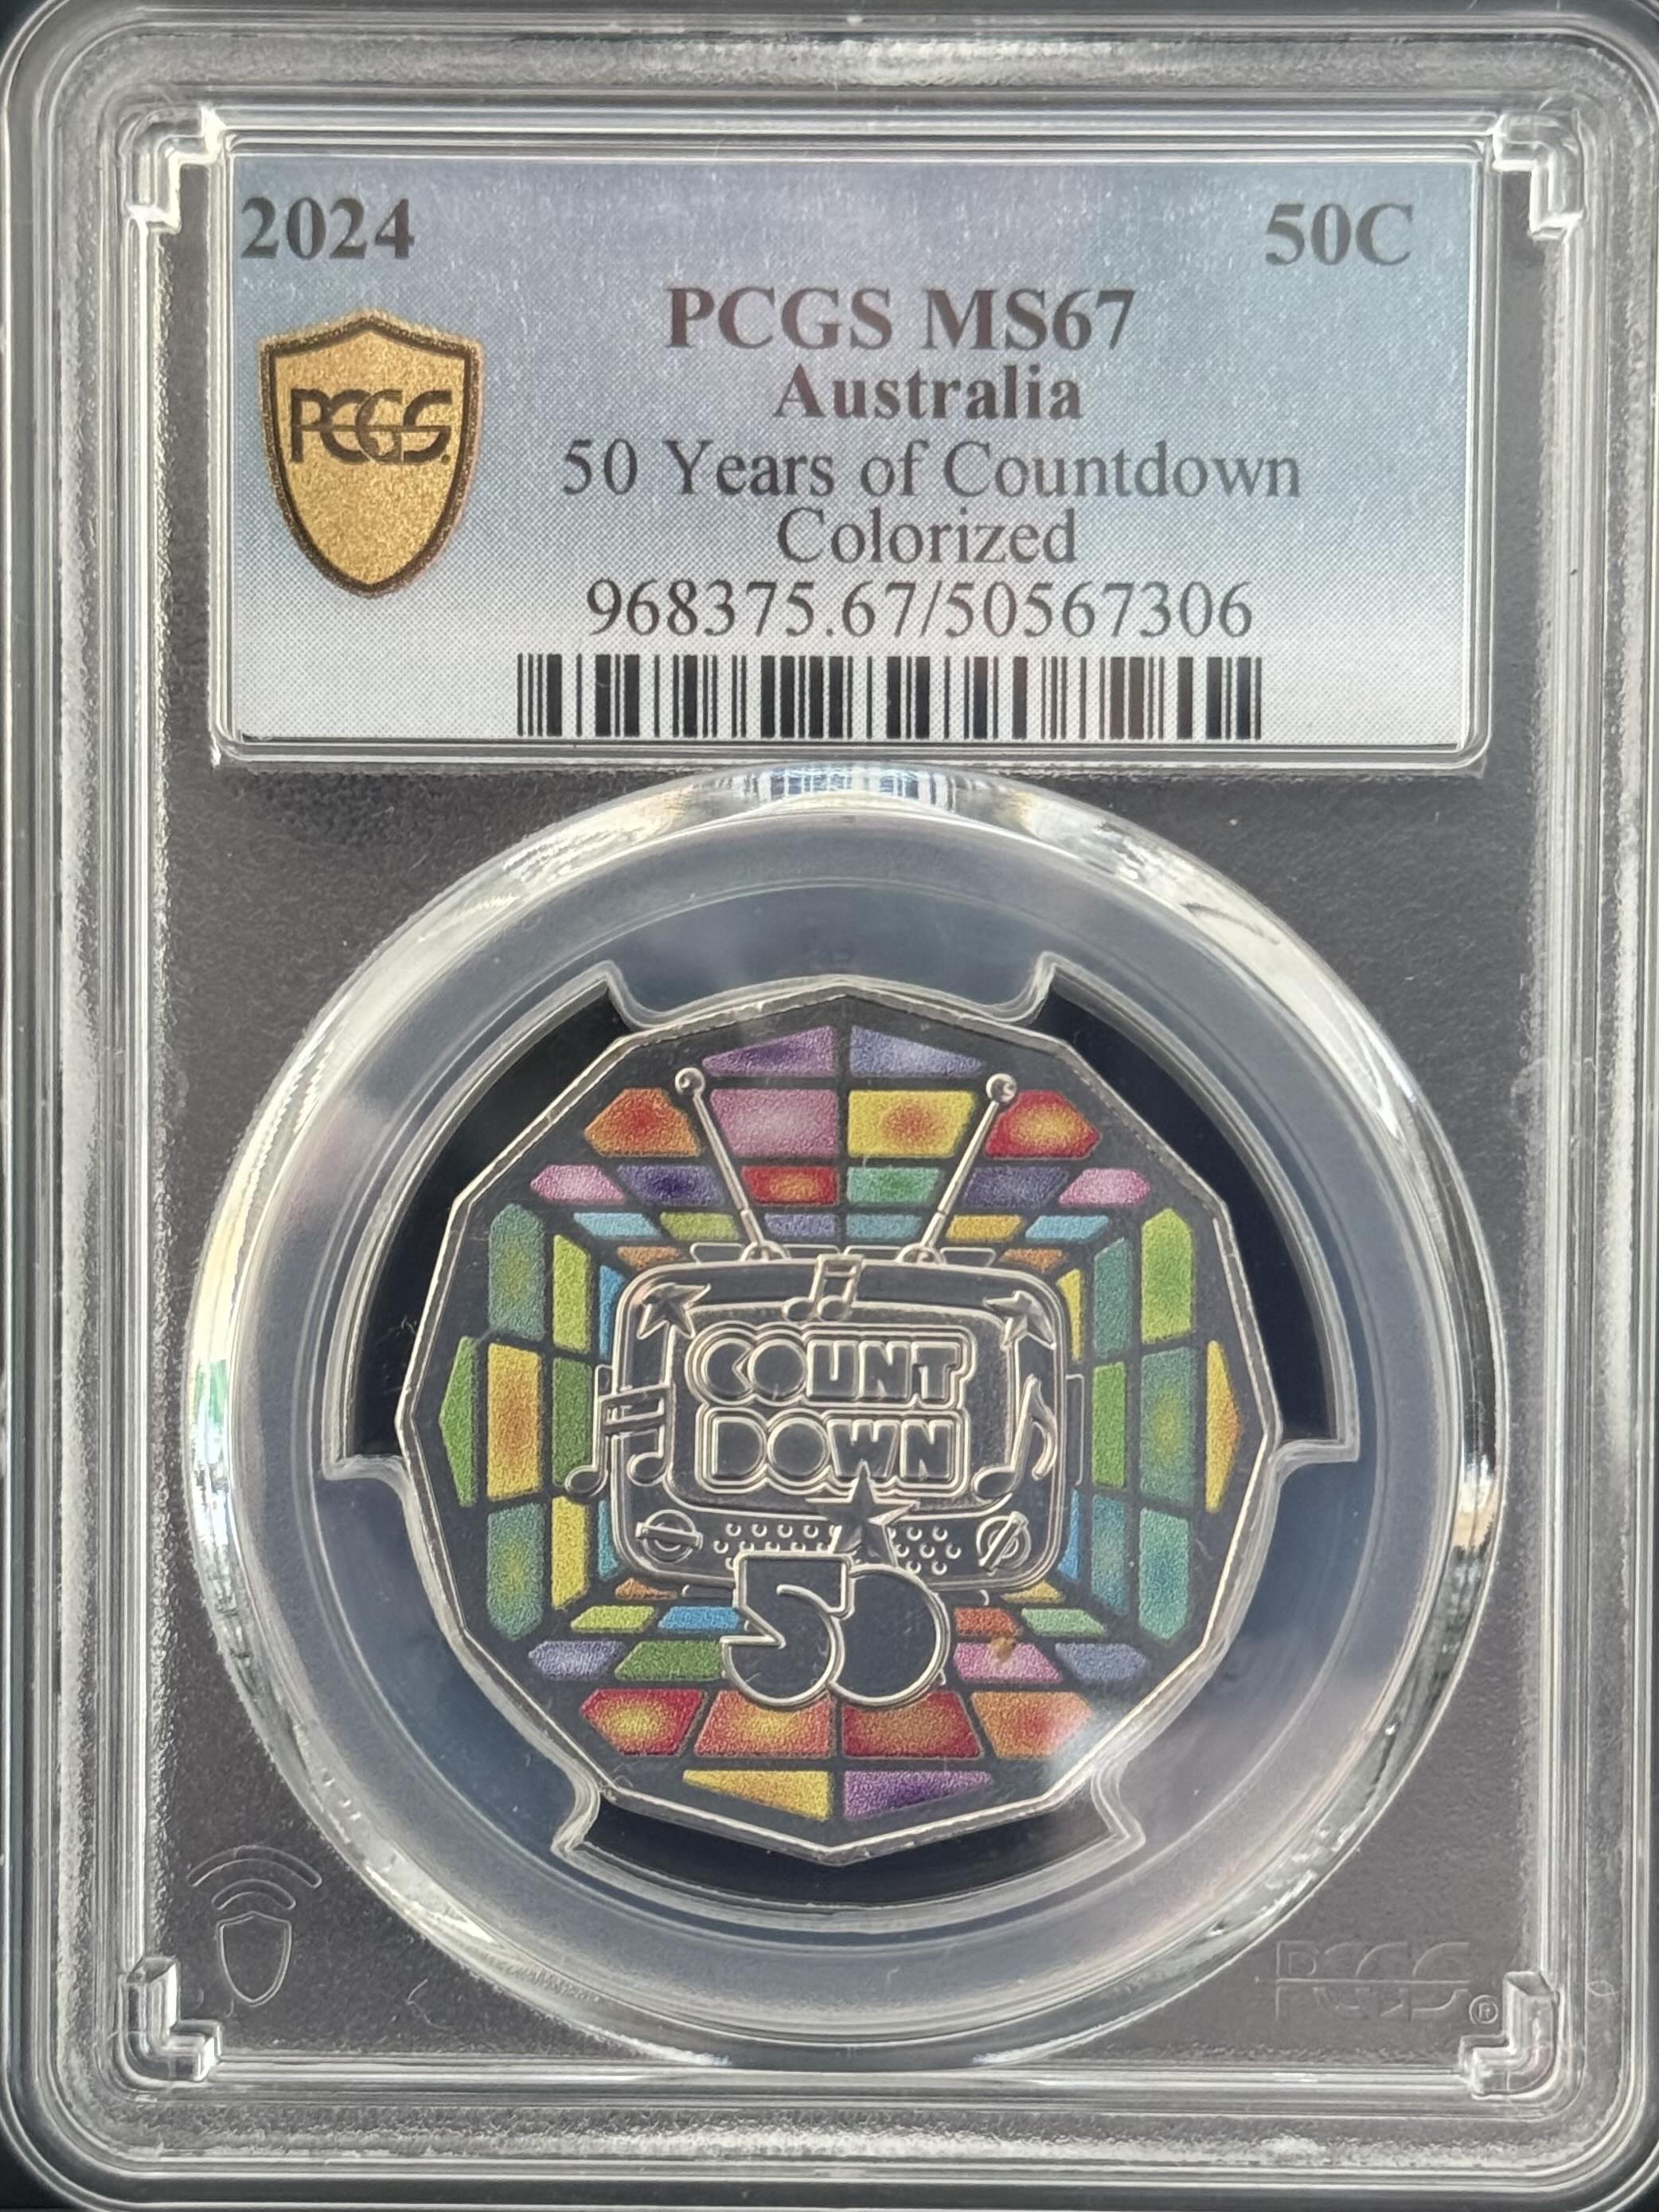 2024 50C
PCGS MS67
PCGS.
Australia
50 Years of Countdown
Colorized
968375.67/50567306
COUNT
DOWN
50
PCGS®